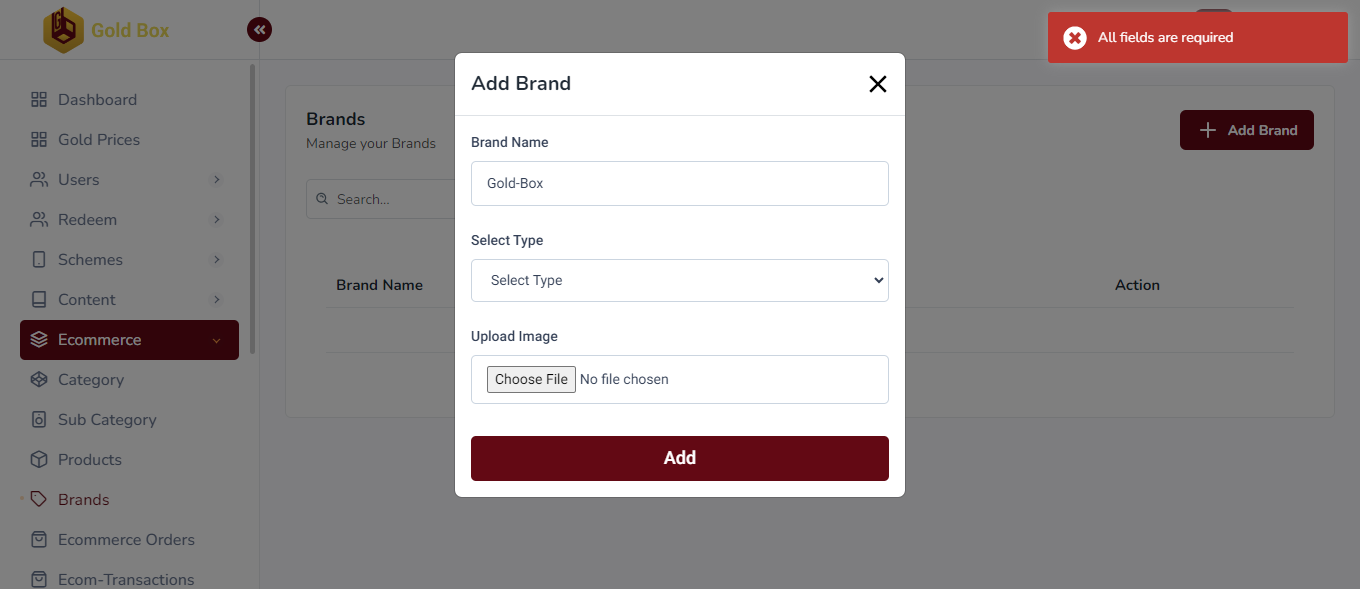 Gold Box
All fields are required
Dashboard
Gold Prices
Users
Redeem
Schemes
Content
Ecommerce
Category
Sub Category
Products
Brands
Ecommerce Orders
Ecom-Transactions
Brands
Manage your Brands
Add Brand
Search...
Brand Name
Action
Add Brand
Brand Name
Gold-Box
Select Type
Select Type
Upload Image
Choose File No file chosen
Add